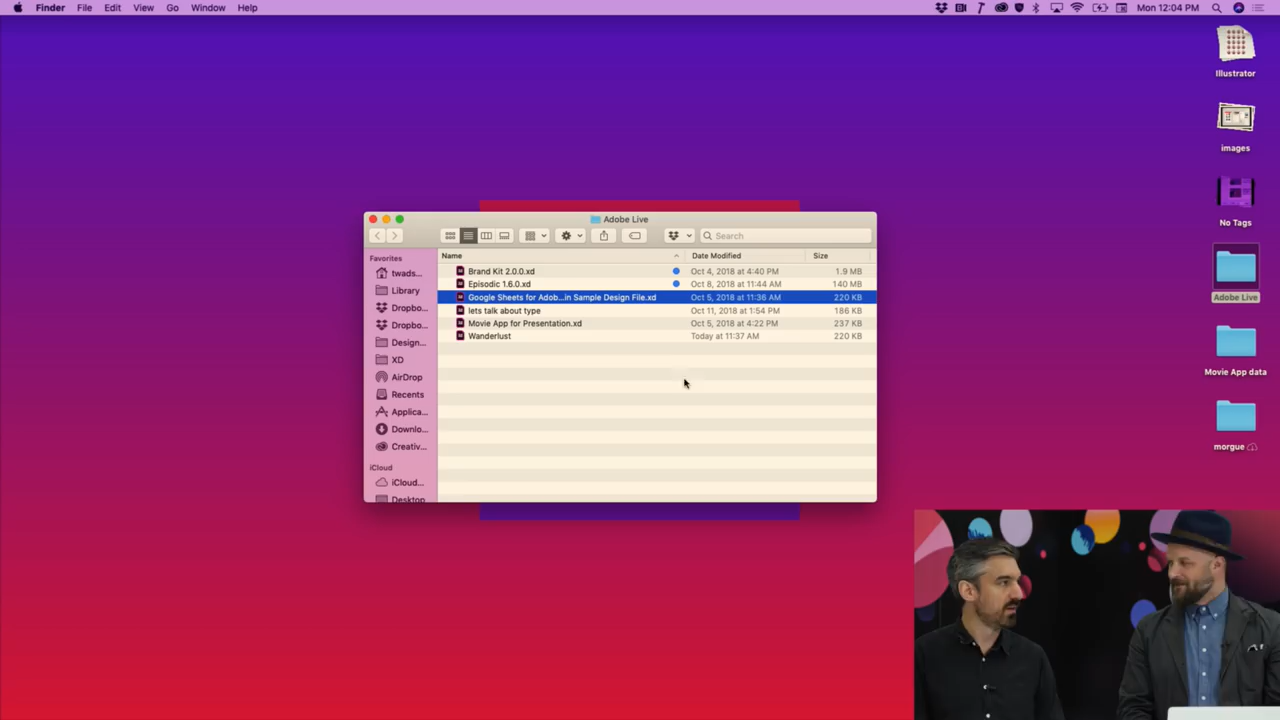 Finder File Edit View Go Window Help
Mon 12:04 PM
Illustrator
images
No Tags
Adobe Live
Movie App data
morgue
Adobe Live
Search
Favorites
twads...
Library
Dropbo...
Dropbo...
Design...
XD
AirDrop
Recents
Applica...
Downlo...
Creativ...
iCloud
iCloud...
Desktop
Name Date Modified Size
Brand Kit 2.0.0.xd Oct 4, 2018 at 4:40 PM 1.9 MB
Episodic 1.6.0.xd Oct 8, 2018 at 11:44 AM 140 MB
Google Sheets for Adob...in Sample Design File.xd Oct 5, 2018 at 11:36 AM 220 KB
lets talk about type Oct 11, 2018 at 1:54 PM 186 KB
Movie App for Presentation.xd Oct 5, 2018 at 4:22 PM 237 KB
Wanderlust Today at 11:37 AM 220 KB